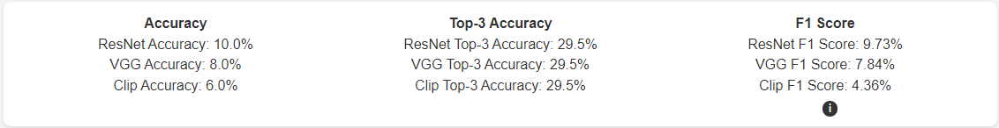 Accuracy
ResNet Accuracy: 10.0%
VGG Accuracy: 8.0%
Clip Accuracy: 6.0%
Top-3 Accuracy
ResNet Top-3 Accuracy: 29.5%
VGG Top-3 Accuracy: 29.5%
Clip Top-3 Accuracy: 29.5%
F1 Score
ResNet F1 Score: 9.73%
VGG F1 Score: 7.84%
Clip F1 Score: 4.36%
i